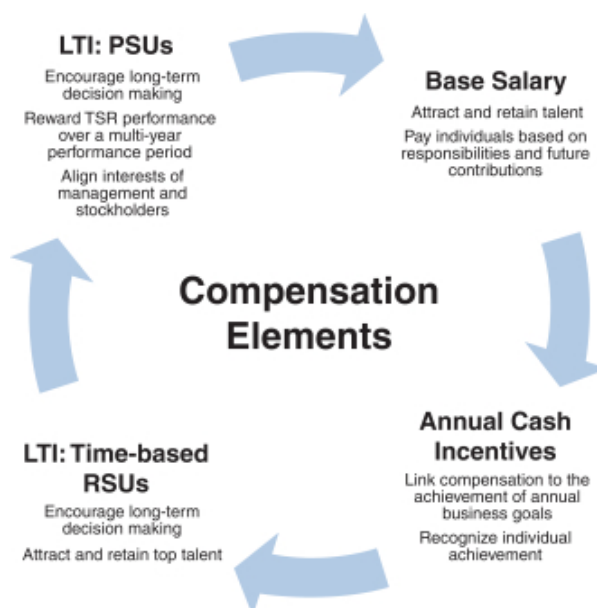 LTI: PSUs
Encourage long-term
decision making
Reward TSR performance
over a multi-year
performance period
Align interests of
management and
stockholders
Base Salary
Attract and retain talent
Pay individuals based on
responsibilities and future
contributions
Compensation
Elements
Annual Cash
Incentives
Link compensation to the
achievement of annual
business goals
Recognize individual
achievement
LTI: Time-based
RSUs
Encourage long-term
decision making
Attract and retain top talent